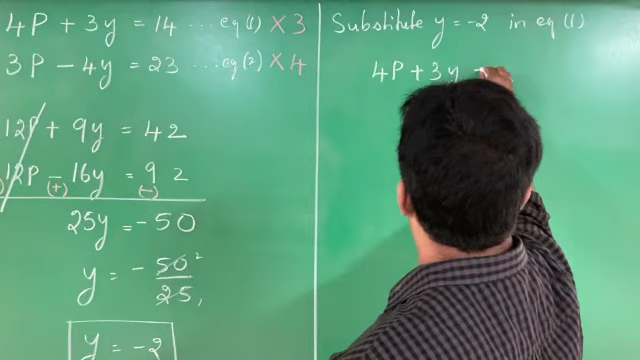 4P + 3y = 14 ... eq (1) × 3
3P - 4y = 23 ... eq (2) × 4
12P + 9y = 42
12P - 16y = 92
(+) (-)
25y = -50
y = - 50 2
25,
y = -2
Substitute y = -2 in eq (1)
4P + 3y